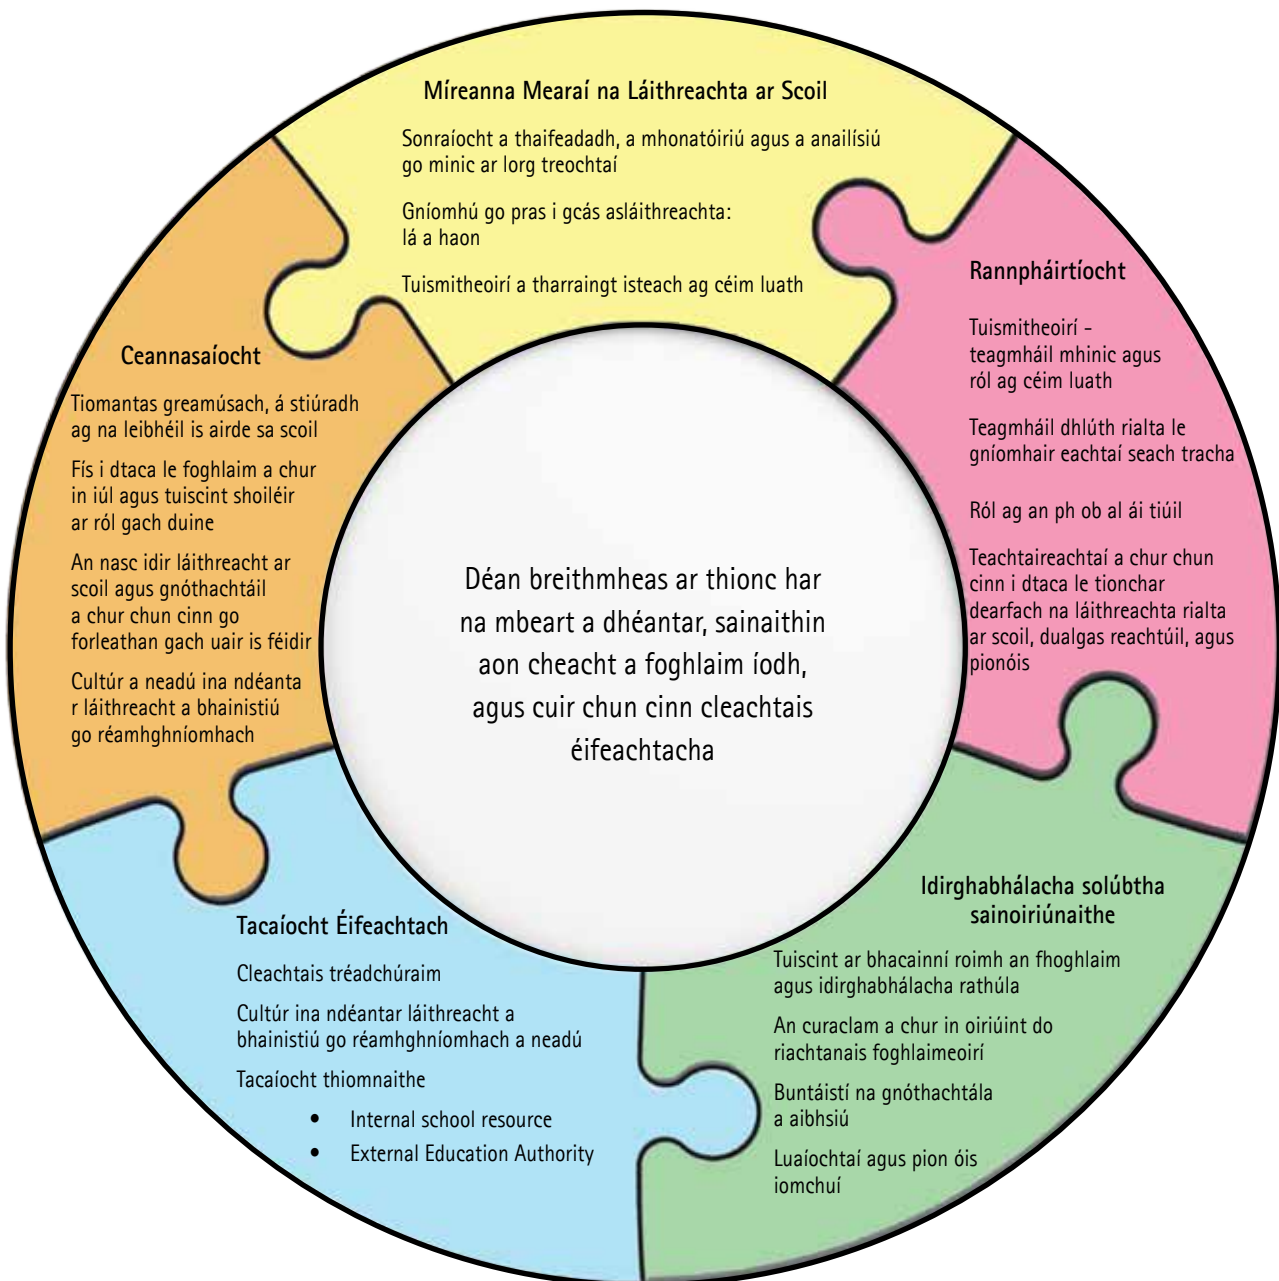 Míreanna Mearaí na Láithreachta ar Scoil
Sonraíocht a thaifeadadh, a mhonatóiriú agus a anailísiú
go minic ar lorg treochtaí
Gníomhú go pras i gcás asláithreachta:
lá a haon
Tuismitheoirí a tharraingt isteach ag céim luath
Rannpháirtíocht
Tuismitheoirí -
teagmháil mhinic agus
ról ag céim luath
Teagmháil dhlúth rialta le
gníomhair eachtaí seach tracha
Ról ag an ph ob al ái tiúil
Teachtaireachtaí a chur chun
cinn i dtaca le tionchar
dearfach na láithreachta rialta
ar scoil, dualgas reachtúil, agus
pionóis
Idirghabhálacha solúbtha
sainoiriúnaithe
Tuiscint ar bhacainní roimh an fhoghlaim
agus idirghabhálacha rathúla
An curaclam a chur in oiriúint do
riachtanais foghlaimeoirí
Buntáistí na gnóthachtála
a aibhsiú
Luaíochtaí agus pion óis
iomchuí
Tacaíocht Éifeachtach
Cleachtais tréadchúraim
Cultúr ina ndéantar láithreacht a
bhainistiú go réamhghníomhach a neadú
Tacaíocht thiomnaithe
• Internal school resource
• External Education Authority
Ceannasaíocht
Tiomantas greamúsach, á stiúradh
ag na leibhéil is airde sa scoil
Fís i dtaca le foghlaim a chur
in iúl agus tuiscint shoiléir
ar ról gach duine
An nasc idir láithreacht ar
scoil agus gnóthachtáil
a chur chun cinn go
forleathan gach uair is féidir
Cultúr a neadú ina ndéanta
r láithreacht a bhainistiú
go réamhghníomhach
Déan breithmheas ar thionc har
na mbeart a dhéantar, sainaithin
aon cheacht a foghlaim íodh,
agus cuir chun cinn cleachtais
éifeachtacha